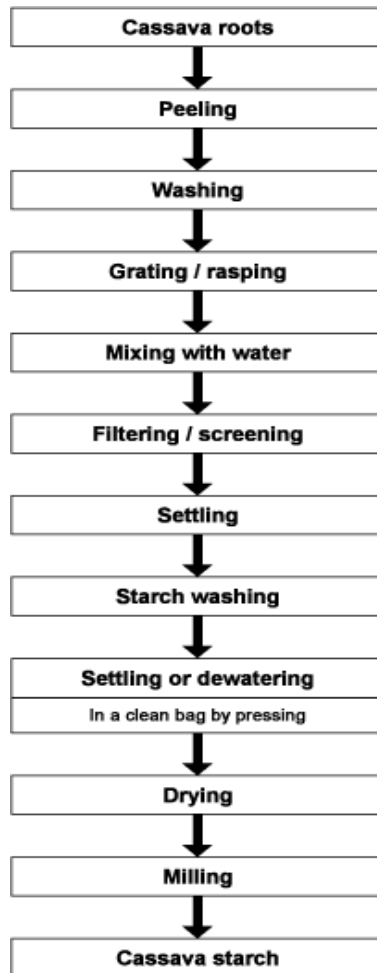 Cassava roots
Peeling
Washing
Grating / rasping
Mixing with water
Filtering / screening
Settling
Starch washing
Settling or dewatering
In a clean bag by pressing
Drying
Milling
Cassava starch